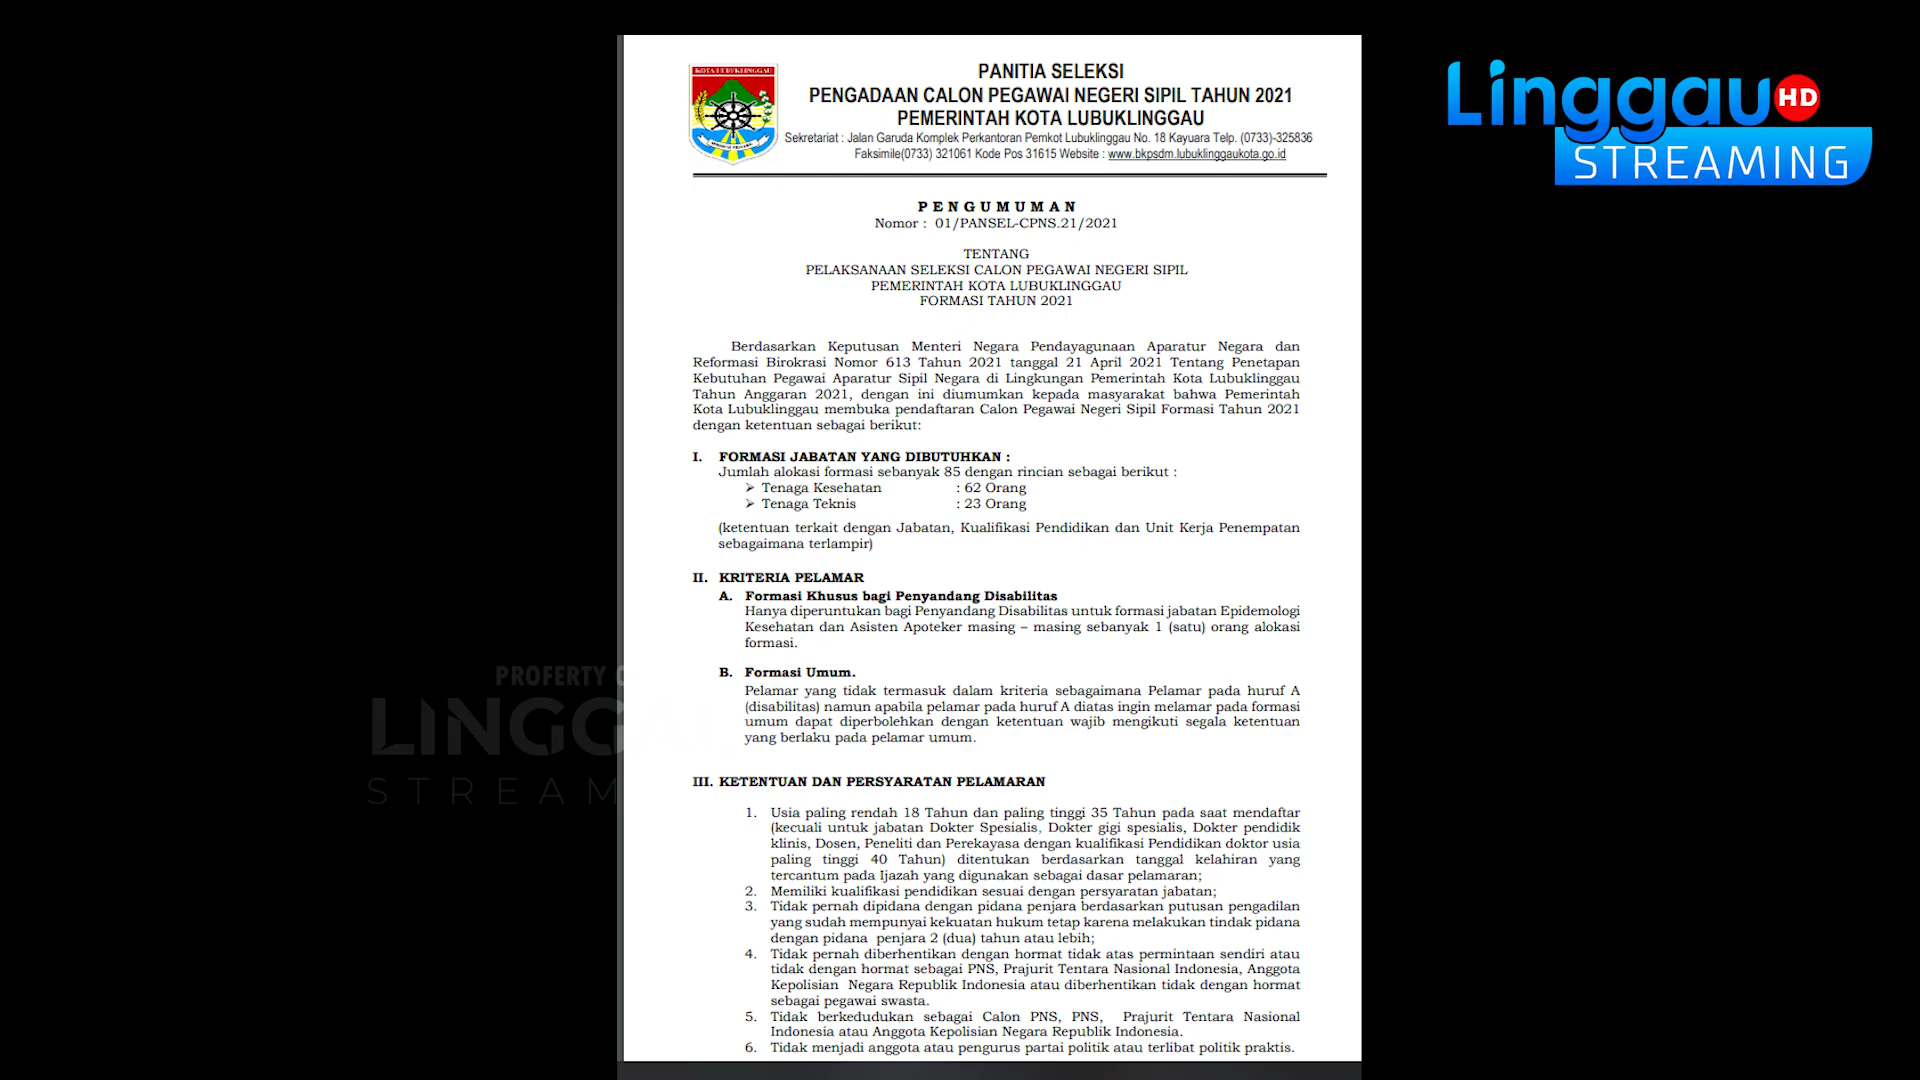 KOTA LUBUKLINGGAU
PANITIA SELEKSI
PENGADAAN CALON PEGAWAI NEGERI SIPIL TAHUN 2021
PEMERINTAH KOTA LUBUKLINGGAU
Sekretariat : Jalan Garuda Komplek Perkantoran Pemkot Lubuklinggau No. 18 Kayuara Telp. (0733)-325836
Faksimile(0733) 321061 Kode Pos 31615 Website : www.bkpsdm.lubuklinggaukota.go.id
Linggau HD
STREAMING
PENGUMUMAN
Nomor : 01/PANSEL-CPNS.21/2021
TENTANG
PELAKSANAAN SELEKSI CALON PEGAWAI NEGERI SIPIL
PEMERINTAH KOTA LUBUKLINGGAU
FORMASI TAHUN 2021
Berdasarkan Keputusan Menteri Negara Pendayagunaan Aparatur Negara dan
Reformasi Birokrasi Nomor 613 Tahun 2021 tanggal 21 April 2021 Tentang Penetapan
Kebutuhan Pegawai Aparatur Sipil Negara di Lingkungan Pemerintah Kota Lubuklinggau
Tahun Anggaran 2021, dengan ini diumumkan kepada masyarakat bahwa Pemerintah
Kota Lubuklinggau membuka pendaftaran Calon Pegawai Negeri Sipil Formasi Tahun 2021
dengan ketentuan sebagai berikut:
I. FORMASI JABATAN YANG DIBUTUHKAN :
Jumlah alokasi formasi sebanyak 85 dengan rincian sebagai berikut :
➢ Tenaga Kesehatan : 62 Orang
➢ Tenaga Teknis : 23 Orang
(ketentuan terkait dengan Jabatan, Kualifikasi Pendidikan dan Unit Kerja Penempatan
sebagaimana terlampir)
II. KRITERIA PELAMAR
A. Formasi Khusus bagi Penyandang Disabilitas
Hanya diperuntukan bagi Penyandang Disabilitas untuk formasi jabatan Epidemologi
Kesehatan dan Asisten Apoteker masing – masing sebanyak 1 (satu) orang alokasi
formasi.
B. Formasi Umum.
Pelamar yang tidak termasuk dalam kriteria sebagaimana Pelamar pada huruf A
(disabilitas) namun apabila pelamar pada huruf A diatas ingin melamar pada formasi
umum dapat diperbolehkan dengan ketentuan wajib mengikuti segala ketentuan
yang berlaku pada pelamar umum.
PROPERTY O
LINGGAU
STREAM
III. KETENTUAN DAN PERSYARATAN PELAMARAN
1. Usia paling rendah 18 Tahun dan paling tinggi 35 Tahun pada saat mendaftar
(kecuali untuk jabatan Dokter Spesialis, Dokter gigi spesialis, Dokter pendidik
klinis, Dosen, Peneliti dan Perekayasa dengan kualifikasi Pendidikan doktor usia
paling tinggi 40 Tahun) ditentukan berdasarkan tanggal kelahiran yang
tercantum pada Ijazah yang digunakan sebagai dasar pelamaran;
2. Memiliki kualifikasi pendidikan sesuai dengan persyaratan jabatan;
3. Tidak pernah dipidana dengan pidana penjara berdasarkan putusan pengadilan
yang sudah mempunyai kekuatan hukum tetap karena melakukan tindak pidana
dengan pidana penjara 2 (dua) tahun atau lebih;
4. Tidak pernah diberhentikan dengan hormat tidak atas permintaan sendiri atau
tidak dengan hormat sebagai PNS, Prajurit Tentara Nasional Indonesia, Anggota
Kepolisian Negara Republik Indonesia atau diberhentikan tidak dengan hormat
sebagai pegawai swasta.
5. Tidak berkedudukan sebagai Calon PNS, PNS, Prajurit Tentara Nasional
Indonesia atau Anggota Kepolisian Negara Republik Indonesia.
6. Tidak menjadi anggota atau pengurus partai politik atau terlibat politik praktis.